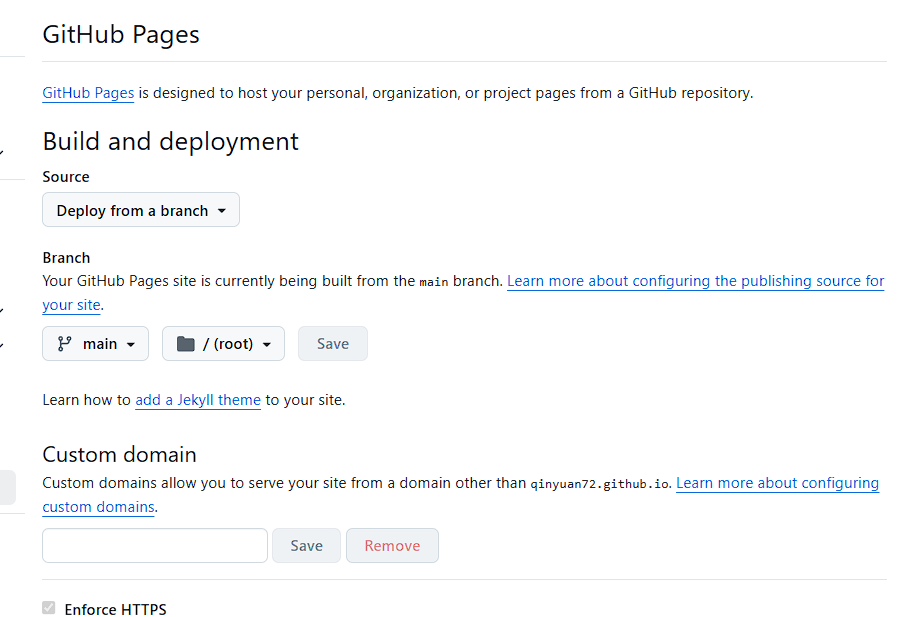 GitHub Pages
GitHub Pages is designed to host your personal, organization, or project pages from a GitHub repository.
Build and deployment
Source
Deploy from a branch
Branch
Your GitHub Pages site is currently being built from the main branch. Learn more about configuring the publishing source for
your site.
main / (root) Save
Learn how to add a Jekyll theme to your site.
Custom domain
Custom domains allow you to serve your site from a domain other than qinyuan72.github.io. Learn more about configuring
custom domains.
Save Remove
Enforce HTTPS